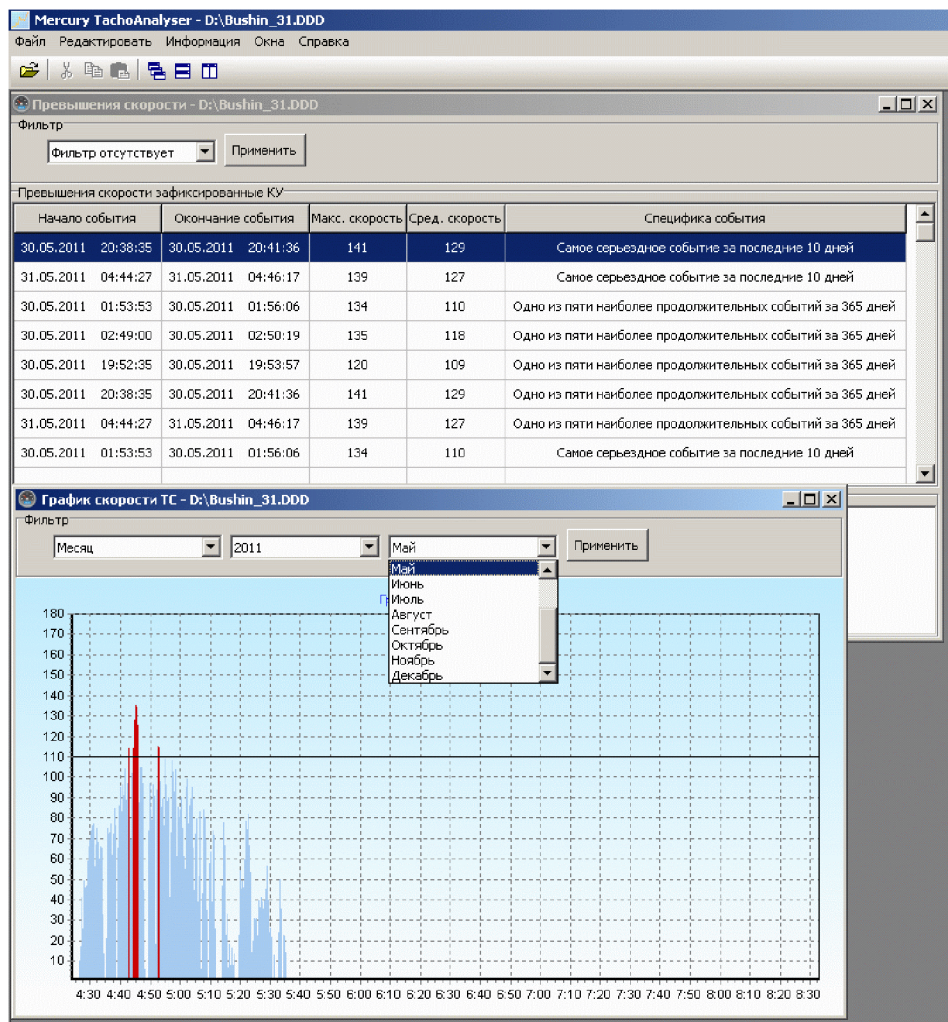 Mercury TachoAnalyser - D:\Bushin_31.DDD
Файл Редактировать Информация Окна Справка
Превышения скорости - D:\Bushin_31.DDD
Фильтр
Фильтр отсутствует Применить
Превышения скорости зафиксированные КУ
Начало события Окончание события Макс. скорость Сред. скорость Специфика события
30.05.2011 20:38:35 30.05.2011 20:41:36 141 129 Самое серьездное событие за последние 10 дней
31.05.2011 04:44:27 31.05.2011 04:46:17 139 127 Самое серьездное событие за последние 10 дней
30.05.2011 01:53:53 30.05.2011 01:56:06 134 110 Одно из пяти наиболее продолжительных событий за 365 дней
30.05.2011 02:49:00 30.05.2011 02:50:19 135 118 Одно из пяти наиболее продолжительных событий за 365 дней
30.05.2011 19:52:35 30.05.2011 19:53:57 120 109 Одно из пяти наиболее продолжительных событий за 365 дней
30.05.2011 20:38:35 30.05.2011 20:41:36 141 129 Одно из пяти наиболее продолжительных событий за 365 дней
31.05.2011 04:44:27 31.05.2011 04:46:17 139 127 Одно из пяти наиболее продолжительных событий за 365 дней
30.05.2011 01:53:53 30.05.2011 01:56:06 134 110 Самое серьездное событие за последние 10 дней
График скорости ТС - D:\Bushin_31.DDD
Фильтр
Месяц 2011 Май Применить
Май
Июнь
Июль
Август
Сентябрь
Октябрь
Ноябрь
Декабрь
180
170
160
150
140
130
120
110
100
90
80
70
60
50
40
30
20
10
4:30 4:40 4:50 5:00 5:10 5:20 5:30 5:40 5:50 6:00 6:10 6:20 6:30 6:40 6:50 7:00 7:10 7:20 7:30 7:40 7:50 8:00 8:10 8:20 8:30